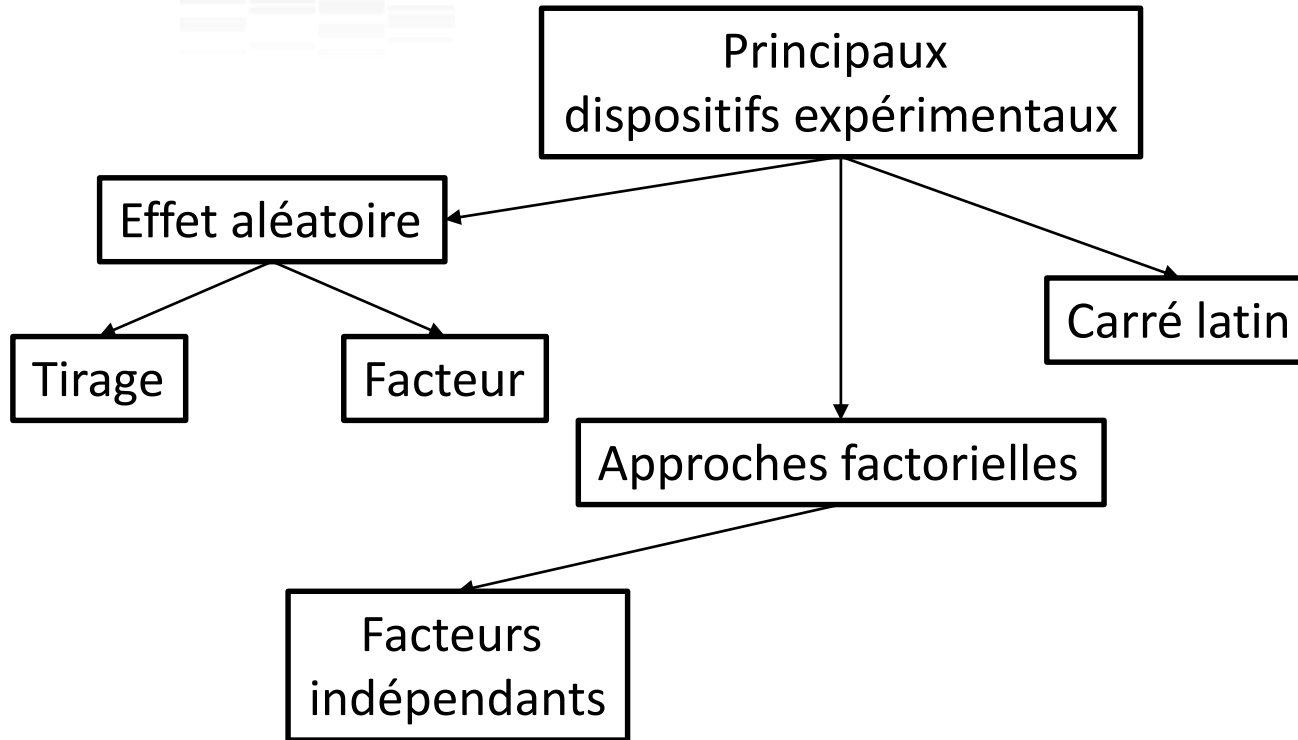 Principaux
dispositifs expérimentaux
Effet aléatoire
Carré latin
Tirage
Facteur
Approches factorielles
Facteurs
indépendants